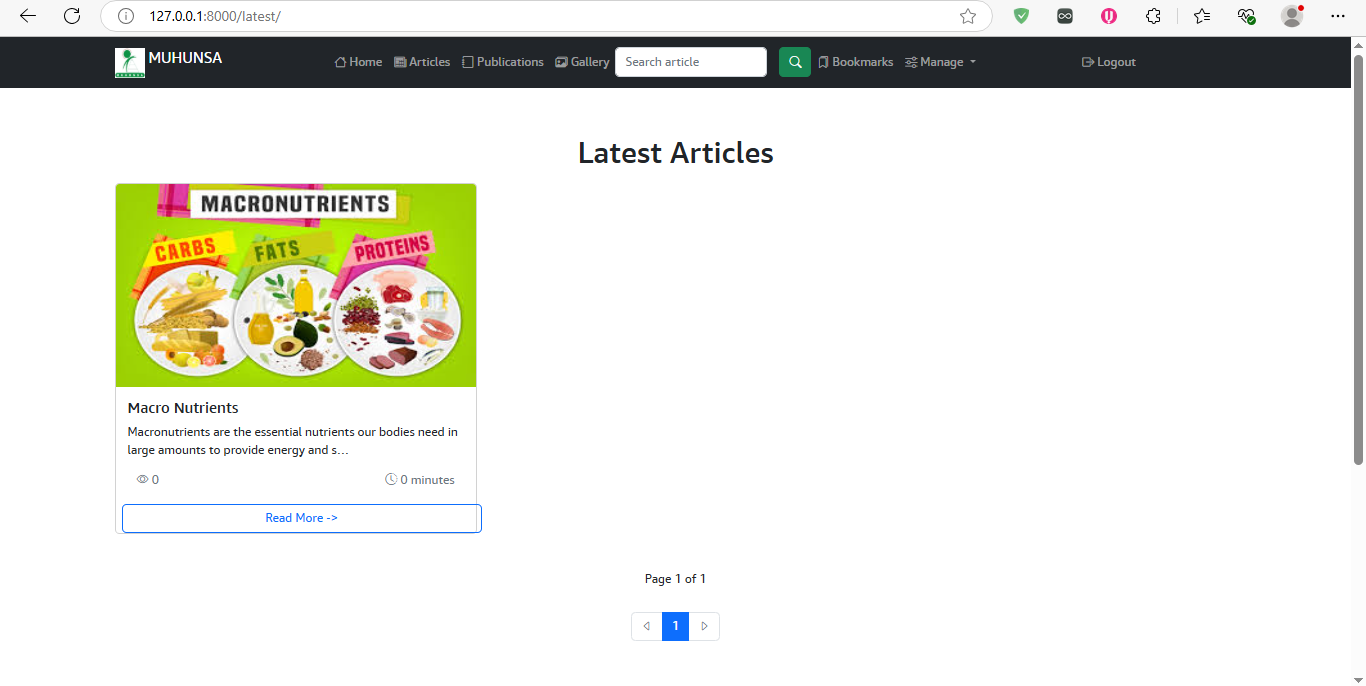 127.0.0.1:8000/latest/
MUHUNSA
Home
Articles
Publications
Gallery
Search article
Bookmarks
Manage
Logout
Latest Articles
MACRONUTRIENTS
CARBS
FATS
PROTEINS
Macro Nutrients
Macronutrients are the essential nutrients our bodies need in
large amounts to provide energy and s...
0
0 minutes
Read More ->
Page 1 of 1
1